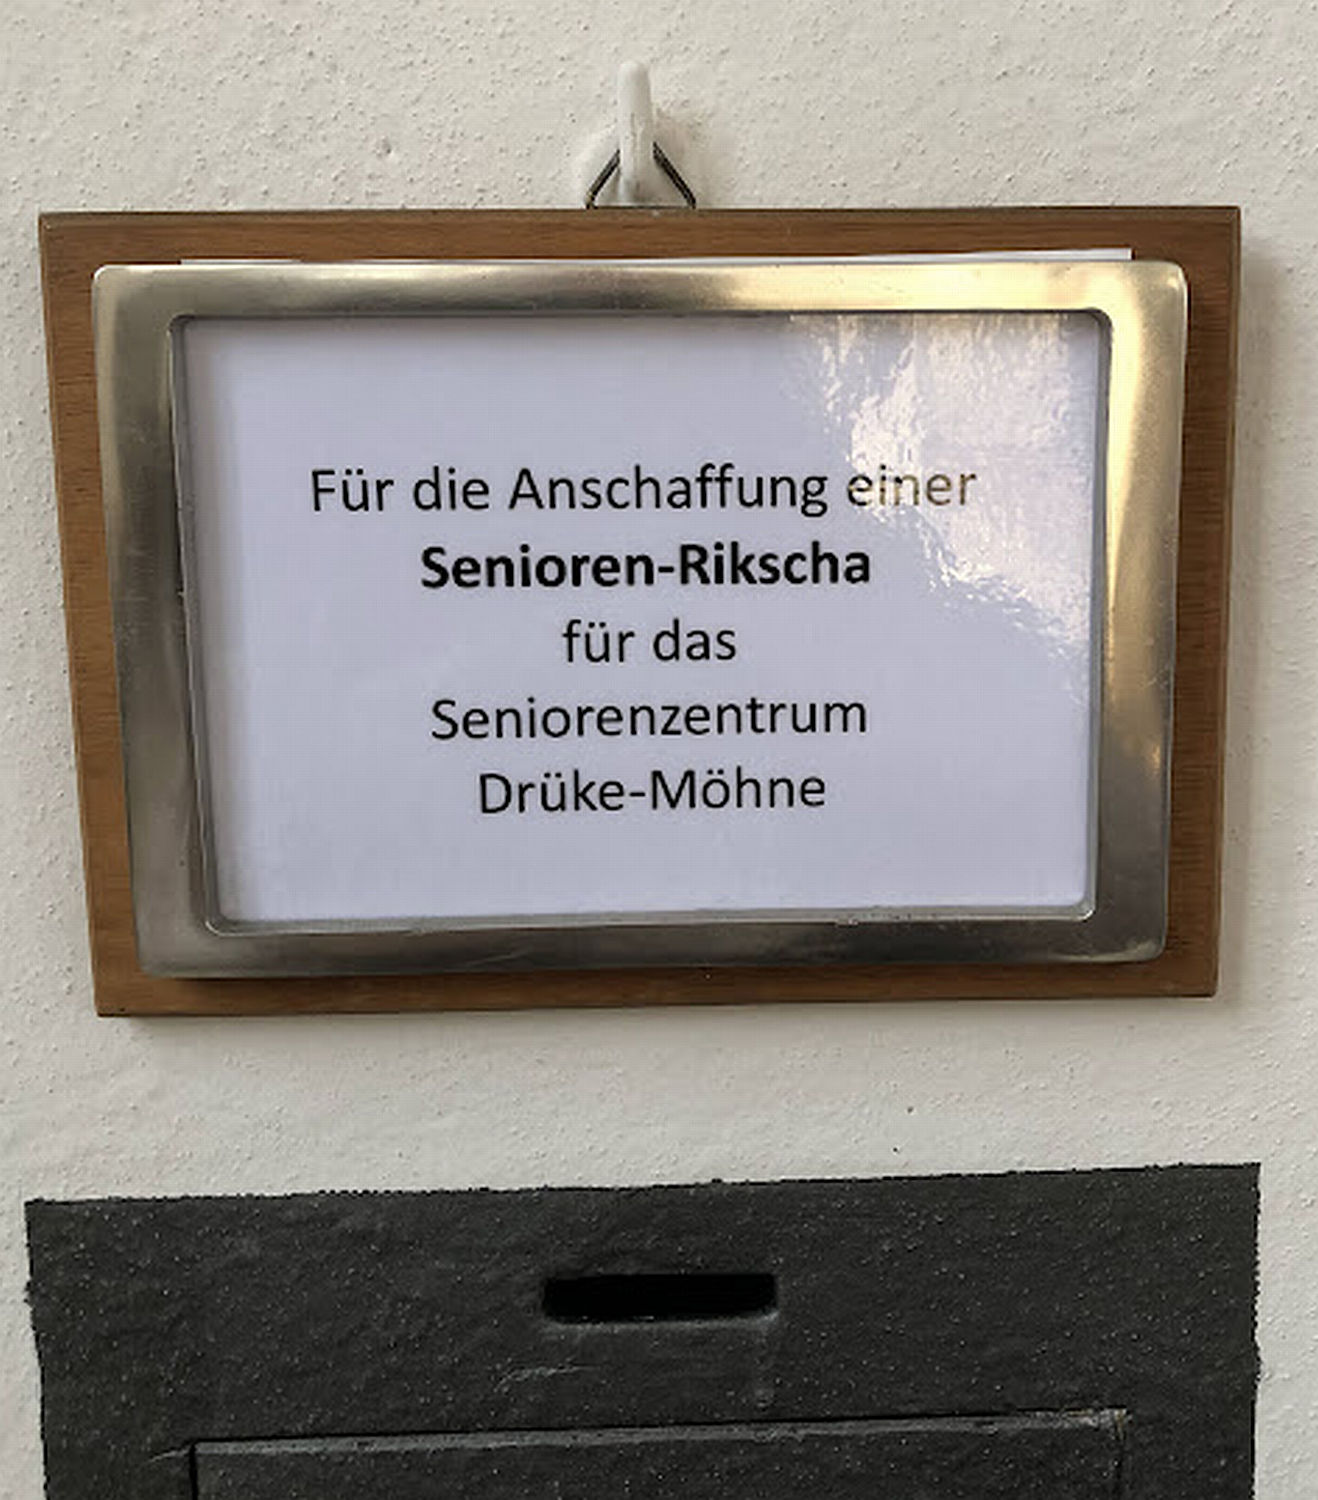 Für die Anschaffung einer
Senioren-Rikscha
für das
Seniorenzentrum
Drüke-Möhne